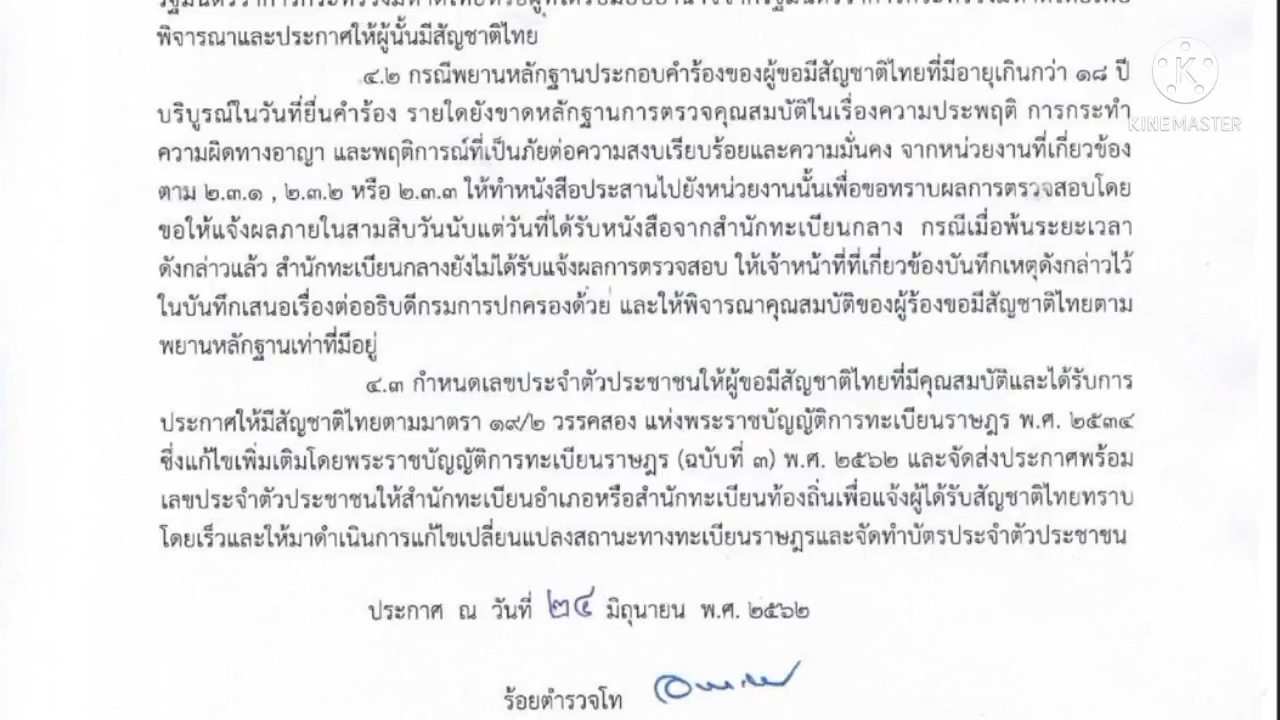 พิจารณาและประกาศให้ผู้นั้นมีสัญชาติไทย
๔.๒ กรณีพยานหลักฐานประกอบคำร้องของผู้ขอมีสัญชาติไทยที่มีอายุเกินกว่า ๑๘ ปี
บริบูรณ์ในวันที่ยื่นคำร้อง รายใดยังขาดหลักฐานการตรวจคุณสมบัติในเรื่องความประพฤติ การกระทำ
ความผิดทางอาญา และพฤติการณ์ที่เป็นภัยต่อความสงบเรียบร้อยและความมั่นคง จากหน่วยงานที่เกี่ยวข้อง
ตาม ๒.๓.๑ , ๒.๓.๒ หรือ ๒.๓.๓ ให้ทำหนังสือประสานไปยังหน่วยงานนั้นเพื่อขอทราบผลการตรวจสอบโดย
ขอให้แจ้งผลภายในสามสิบวันนับแต่วันที่ได้รับหนังสือจากสำนักทะเบียนกลาง กรณีเมื่อพ้นระยะเวลา
ดังกล่าวแล้ว สำนักทะเบียนกลางยังไม่ได้รับแจ้งผลการตรวจสอบ ให้เจ้าหน้าที่ที่เกี่ยวข้องบันทึกเหตุดังกล่าวไว้
ในบันทึกเสนอเรื่องต่ออธิบดีกรมการปกครองด้วย และให้พิจารณาคุณสมบัติของผู้ร้องขอมีสัญชาติไทยตาม
พยานหลักฐานเท่าที่มีอยู่
๔.๓ กำหนดเลขประจำตัวประชาชนให้ผู้ขอมีสัญชาติไทยที่มีคุณสมบัติและได้รับการ
ประกาศให้มีสัญชาติไทยตามมาตรา ๑๙/๒ วรรคสอง แห่งพระราชบัญญัติการทะเบียนราษฎร พ.ศ. ๒๕๓๔
ซึ่งแก้ไขเพิ่มเติมโดยพระราชบัญญัติการทะเบียนราษฎร (ฉบับที่ ๓) พ.ศ. ๒๕๖๒ และจัดส่งประกาศพร้อม
เลขประจำตัวประชาชนให้สำนักทะเบียนอำเภอหรือสำนักทะเบียนท้องถิ่นเพื่อแจ้งผู้ได้รับสัญชาติไทยทราบ
โดยเร็วและให้มาดำเนินการแก้ไขเปลี่ยนแปลงสถานะทางทะเบียนราษฎรและจัดทำบัตรประจำตัวประชาชน
ประกาศ ณ วันที่ ๒๔ มิถุนายน พ.ศ. ๒๕๖๒
ร้อยตำรวจโท
K
KINEMASTER